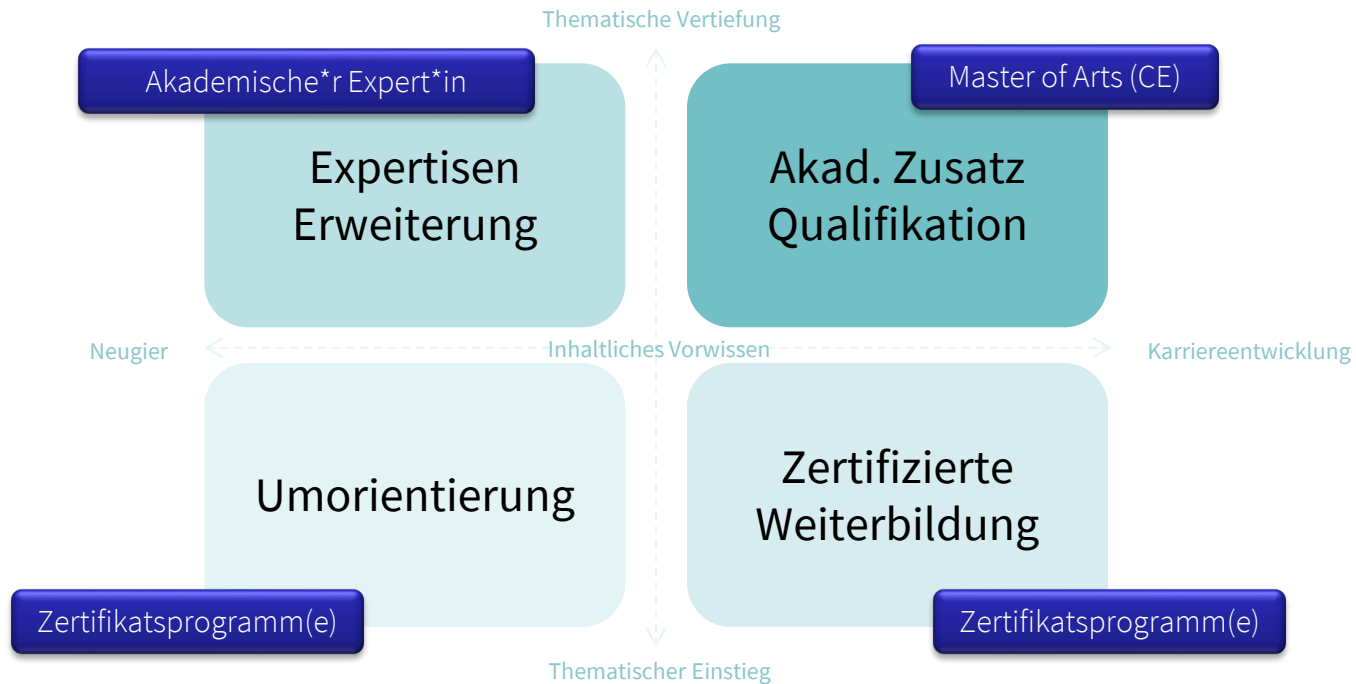 Thematische Vertiefung
Akademische*r Expert*in
Master of Arts (CE)
Expertisen
Erweiterung
Akad. Zusatz
Qualifikation
Neugier
Inhaltliches Vorwissen
Karriereentwicklung
Umorientierung
Zertifizierte
Weiterbildung
Zertifikatsprogramm(e)
Zertifikatsprogramm(e)
Thematischer Einstieg